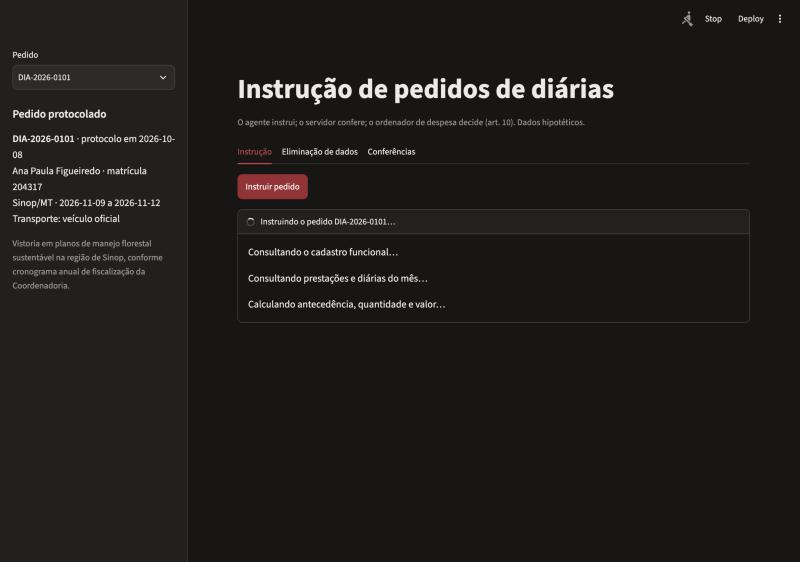 Stop
Deploy
Pedido
DIA-2026-0101
Pedido protocolado
DIA-2026-0101 · protocolo em 2026-10-
08
Ana Paula Figueiredo · matrícula
204317
Sinop/MT · 2026-11-09 a 2026-11-12
Transporte: veículo oficial
Vistoria em planos de manejo florestal
sustentável na região de Sinop, conforme
cronograma anual de fiscalização da
Coordenadoria.
Instrução de pedidos de diárias
O agente instrui; o servidor confere; o ordenador de despesa decide (art. 10). Dados hipotéticos.
Instrução
Eliminação de dados
Conferências
Instruir pedido
Instruindo o pedido DIA-2026-0101...
Consultando o cadastro funcional...
Consultando prestações e diárias do mês...
Calculando antecedência, quantidade e valor...